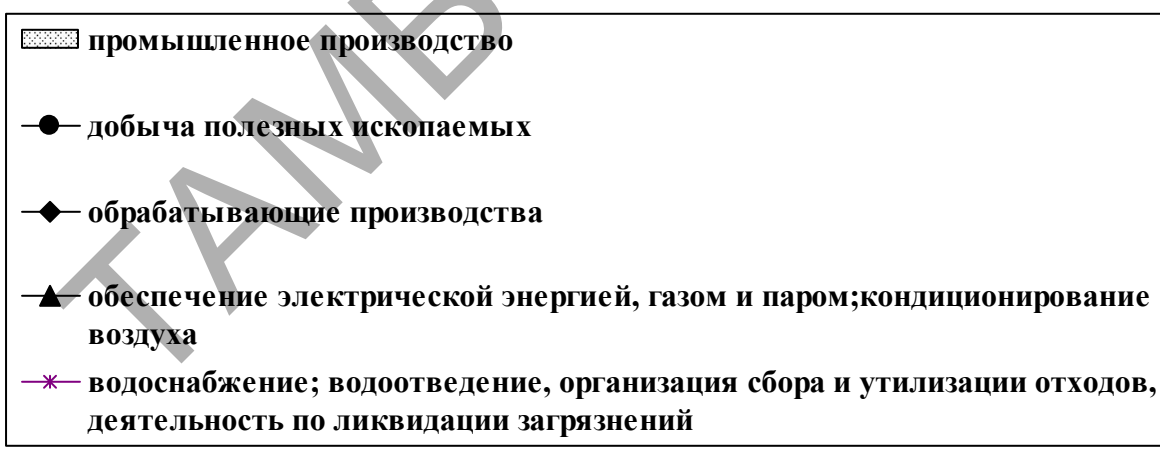 промышленное производство
добыча полезных ископаемых
обрабатывающие производства
обеспечение электрической энергией, газом и паром;кондиционирование
воздуха
водоснабжение; водоотведение, организация сбора и утилизации отходов,
деятельность по ликвидации загрязнений
ТАМ